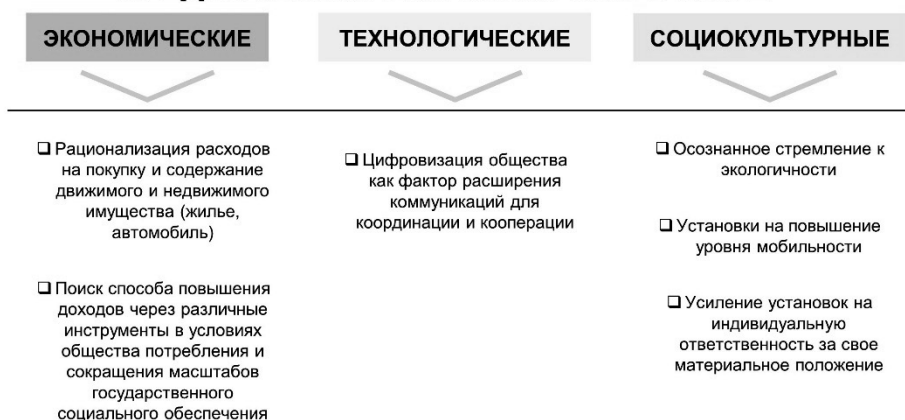 ЭКОНОМИЧЕСКИЕ
ТЕХНОЛОГИЧЕСКИЕ
СОЦИОКУЛЬТУРНЫЕ
❑ Рационализация расходов
на покупку и содержание
движимого и недвижимого
имущества (жилье,
автомобиль)
❑ Поиск способа повышения
доходов через различные
инструменты в условиях
общества потребления и
сокращения масштабов
государственного
социального обеспечения
❑ Цифровизация общества
как фактор расширения
коммуникаций для
координации и кооперации
❑ Осознанное стремление к
экологичности
❑ Установки на повышение
уровня мобильности
❑ Усиление установок на
индивидуальную
ответственность за свое
материальное положение